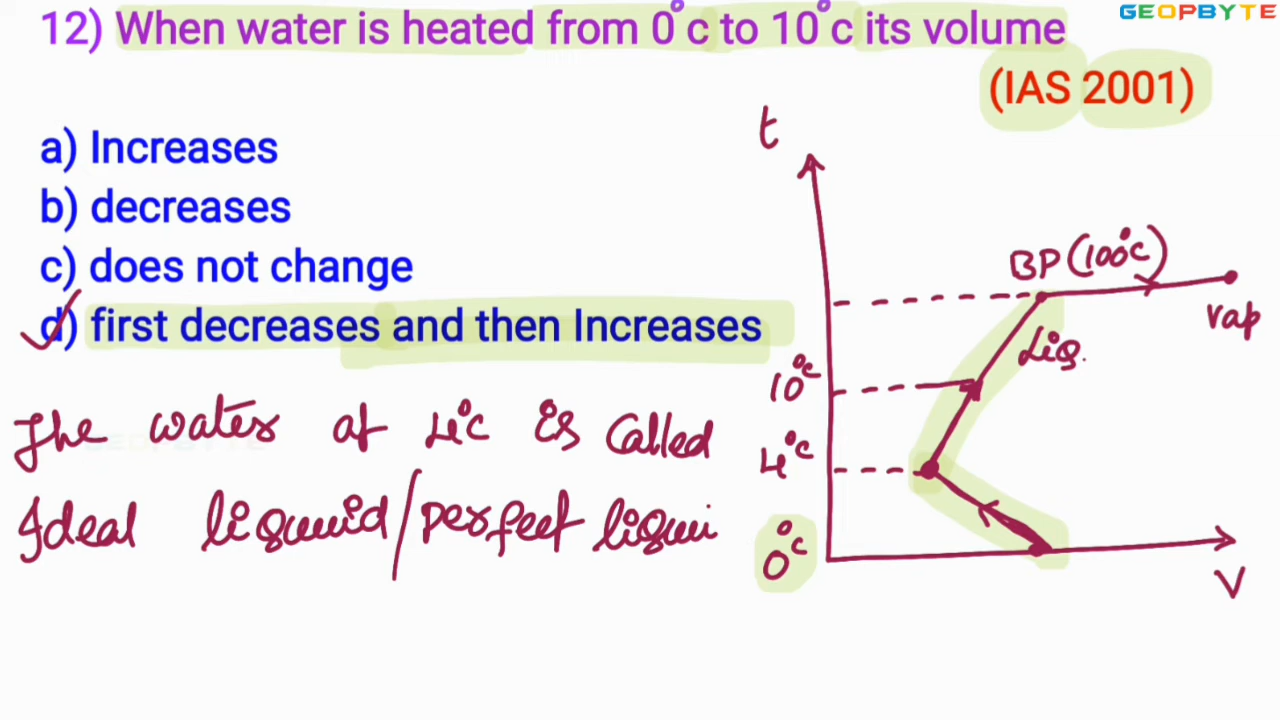 GEOPBYTE
12) When water is heated from 0°c to 10°c its volume
(IAS 2001)
a) Increases
b) decreases
c) does not change
d) first decreases and then Increases
The water at 4°c is called
Ideal liquuid/perfect liqui
t
BP (100°c)
vap
Liq.
10°c
4°c
0°c
V